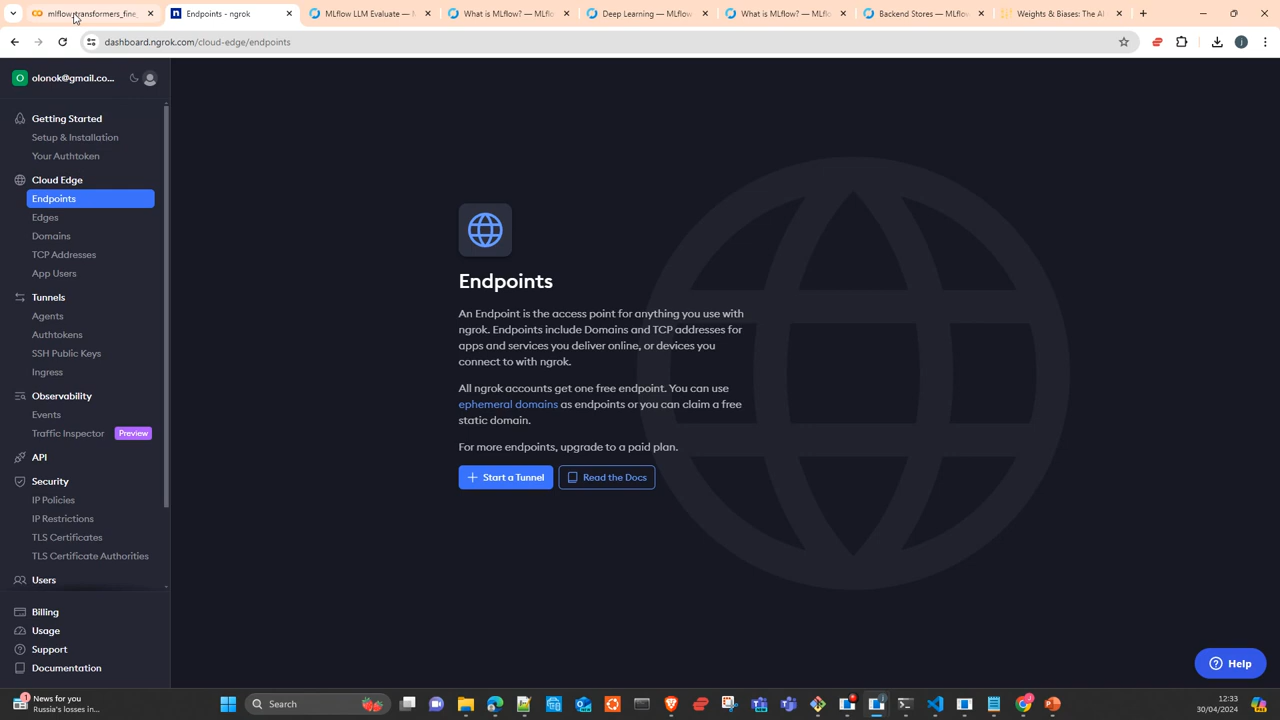 mlflow_transformers_fine_
Endpoints - ngrok
MLflow LLM Evaluate — M
What is MLflow? — MLfl
Deep Learning — MLflow
What is MLflow? — MLfl
Backend Stores — MLflow
Weights & Biases: The AI
dashboard.ngrok.com/cloud-edge/endpoints
olonok@gmail.co...
Getting Started
Setup & Installation
Your Authtoken
Cloud Edge
Endpoints
Edges
Domains
TCP Addresses
App Users
Tunnels
Agents
Authtokens
SSH Public Keys
Ingress
Observability
Events
Traffic Inspector
Preview
API
Security
IP Policies
IP Restrictions
TLS Certificates
TLS Certificate Authorities
Users
Billing
Usage
Support
Documentation
Endpoints
An Endpoint is the access point for anything you use with
ngrok. Endpoints include Domains and TCP addresses for
apps and services you deliver online, or devices you
connect to with ngrok.
All ngrok accounts get one free endpoint. You can use
ephemeral domains as endpoints or you can claim a free
static domain.
For more endpoints, upgrade to a paid plan.
+ Start a Tunnel
Read the Docs
Help
News for you
Russia's losses in...
Search
12:33
30/04/2024